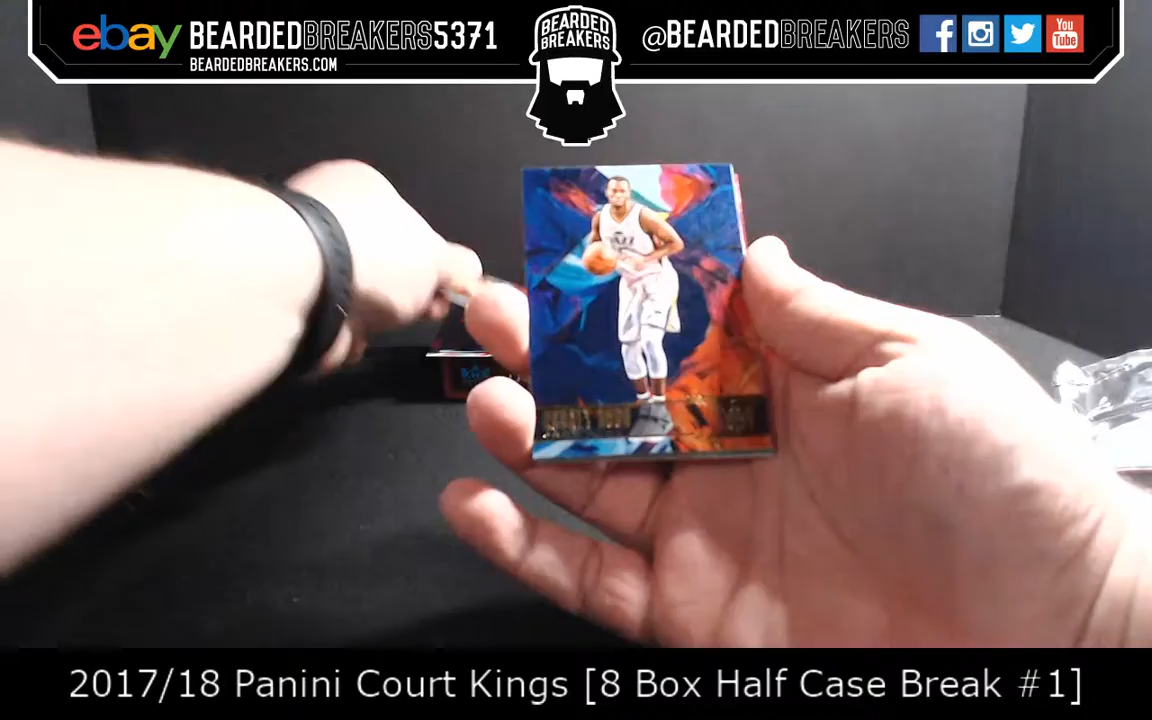 ebay BEARDEDBREAKERS5371
BEARDEDBREAKERS.COM
BEARDED
BREAKERS
@BEARDEDBREAKERS
You
Tube
2017/18 Panini Court Kings [8 Box Half Case Break #1]